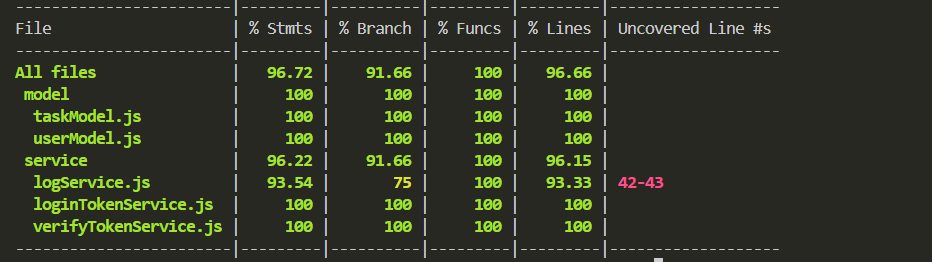 -----------------------|---------|----------|---------|---------|-------------------
File                   | % Stmts | % Branch | % Funcs | % Lines | Uncovered Line #s
-----------------------|---------|----------|---------|---------|-------------------
All files              |   96.72 |    91.66 |     100 |   96.66 |
 model                 |     100 |      100 |     100 |     100 |
  taskModel.js         |     100 |      100 |     100 |     100 |
  userModel.js         |     100 |      100 |     100 |     100 |
 service               |   96.22 |    91.66 |     100 |   96.15 |
  logService.js        |   93.54 |       75 |     100 |   93.33 | 42-43
  loginTokenService.js |     100 |      100 |     100 |     100 |
  verifyTokenService.js |     100 |      100 |     100 |     100 |
-----------------------|---------|----------|---------|---------|-------------------